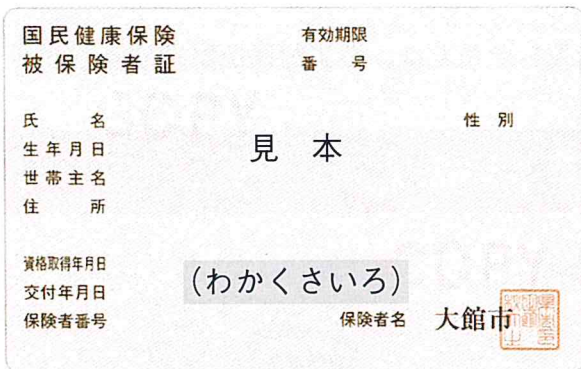 国民健康保険
被保険者証
有効期限
番号
氏名
性別
生年月日
見本
世帯主名
住所
資格取得年月日
交付年月日
(わかくさいろ)
保険者番号
保険者名 大館市